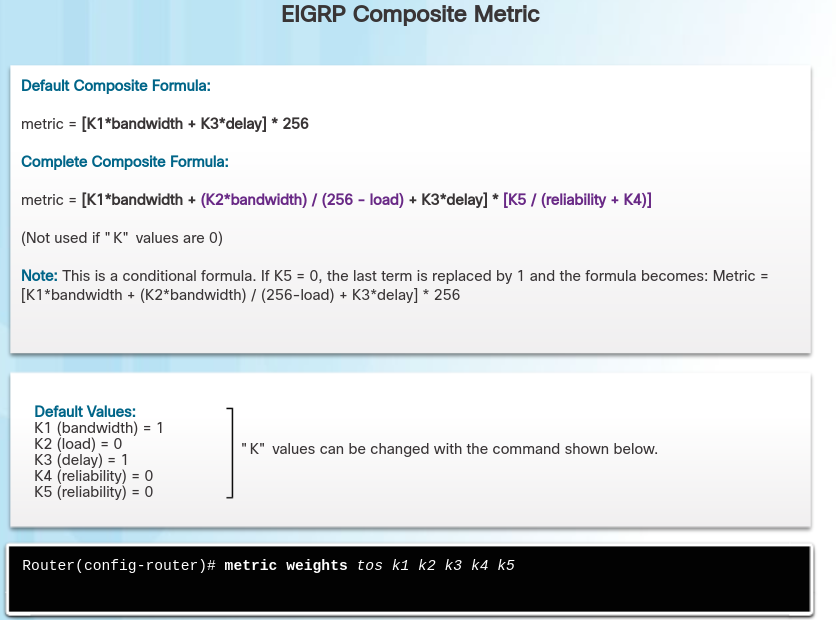 EIGRP Composite Metric
Default Composite Formula:
metric = [K1*bandwidth + K3*delay] * 256
Complete Composite Formula:
metric = [K1*bandwidth + (K2*bandwidth) / (256 - load) + K3*delay] * [K5 / (reliability + K4)]
(Not used if "K" values are 0)
Note: This is a conditional formula. If K5 = 0, the last term is replaced by 1 and the formula becomes: Metric =
[K1*bandwidth + (K2*bandwidth) / (256-load) + K3*delay] * 256
Default Values:
K1 (bandwidth) = 1
K2 (load) = 0
K3 (delay) = 1
K4 (reliability) = 0
K5 (reliability) = 0
"K" values can be changed with the command shown below.
Router(config-router)# metric weights tos k1 k2 k3 k4 k5